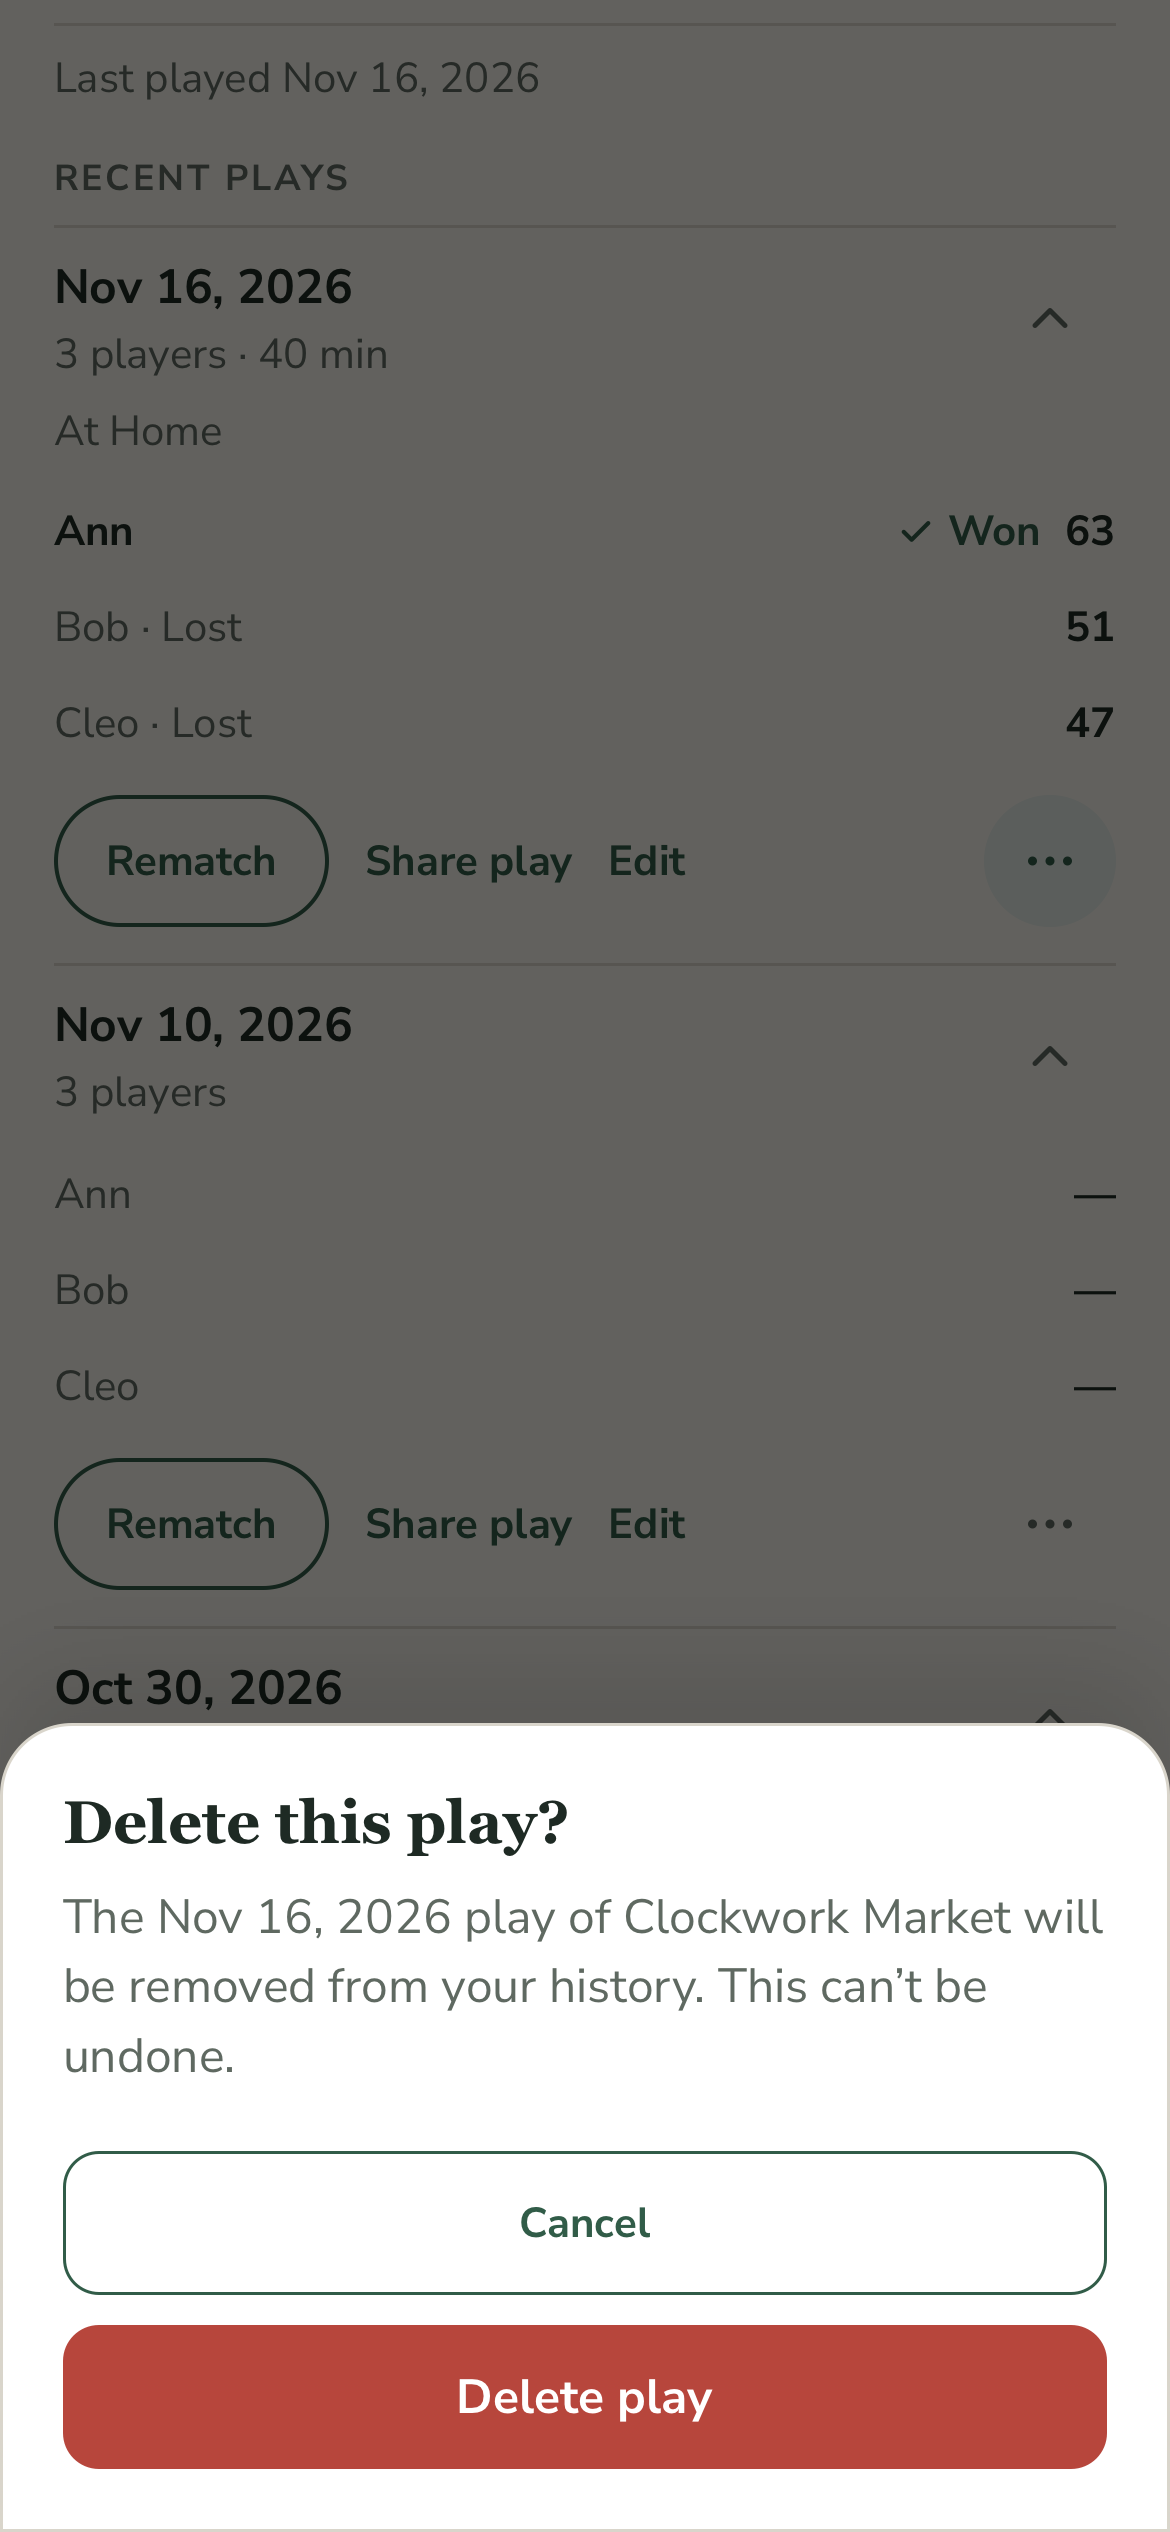 Last played Nov 16, 2026
RECENT PLAYS
Nov 16, 2026
3 players · 40 min
At Home
Ann ✓ Won 63
Bob · Lost 51
Cleo · Lost 47
Rematch Share play Edit ···
Nov 10, 2026
3 players
Ann —
Bob —
Cleo —
Rematch Share play Edit ···
Oct 30, 2026
Delete this play?
The Nov 16, 2026 play of Clockwork Market will
be removed from your history. This can’t be
undone.
Cancel
Delete play